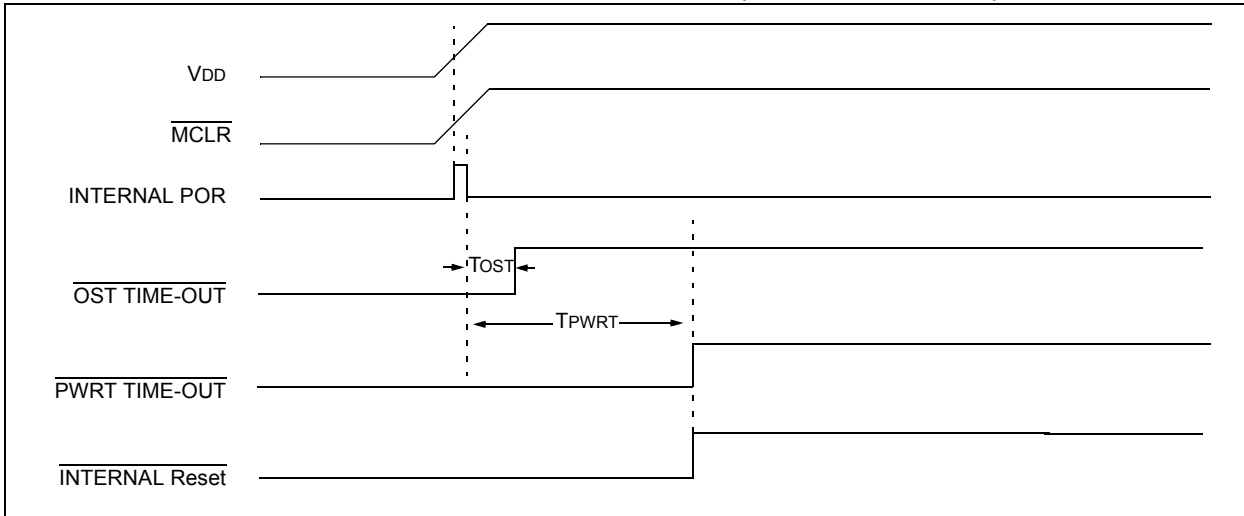 VDD
MCLR
INTERNAL POR
TOST
OST TIME-OUT
TPWRT
PWRT TIME-OUT
INTERNAL Reset